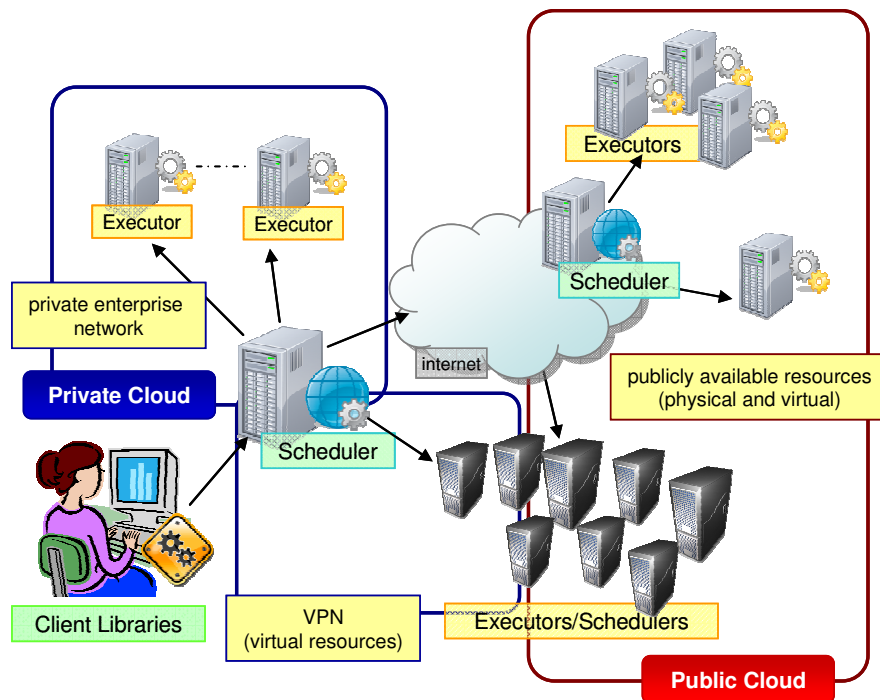 Executors
Executor
Executor
Scheduler
private enterprise
network
internet
publicly available resources
(physical and virtual)
Private Cloud
Scheduler
Client Libraries
VPN
(virtual resources)
Executors/Schedulers
Public Cloud